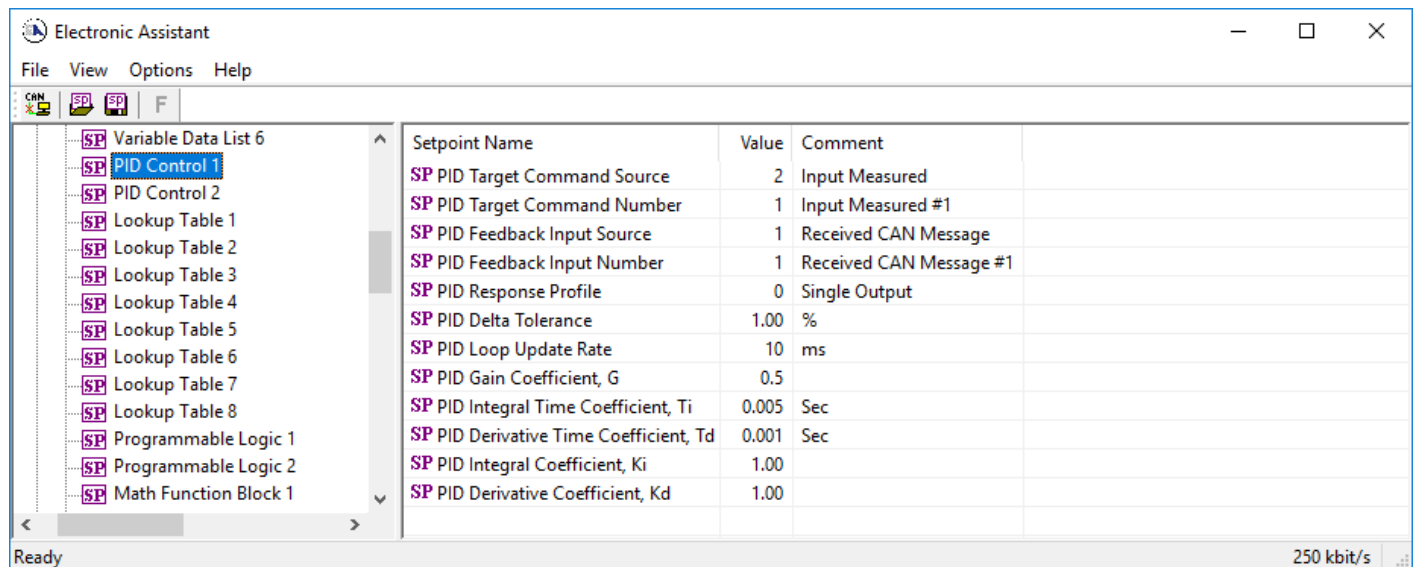 Electronic Assistant
File View Options Help
CAN SP SP F
SP Variable Data List 6
SP PID Control 1
SP PID Control 2
SP Lookup Table 1
SP Lookup Table 2
SP Lookup Table 3
SP Lookup Table 4
SP Lookup Table 5
SP Lookup Table 6
SP Lookup Table 7
SP Lookup Table 8
SP Programmable Logic 1
SP Programmable Logic 2
SP Math Function Block 1
Setpoint Name Value Comment
SP PID Target Command Source 2 Input Measured
SP PID Target Command Number 1 Input Measured #1
SP PID Feedback Input Source 1 Received CAN Message
SP PID Feedback Input Number 1 Received CAN Message #1
SP PID Response Profile 0 Single Output
SP PID Delta Tolerance 1.00 %
SP PID Loop Update Rate 10 ms
SP PID Gain Coefficient, G 0.5
SP PID Integral Time Coefficient, Ti 0.005 Sec
SP PID Derivative Time Coefficient, Td 0.001 Sec
SP PID Integral Coefficient, Ki 1.00
SP PID Derivative Coefficient, Kd 1.00
Ready 250 kbit/s